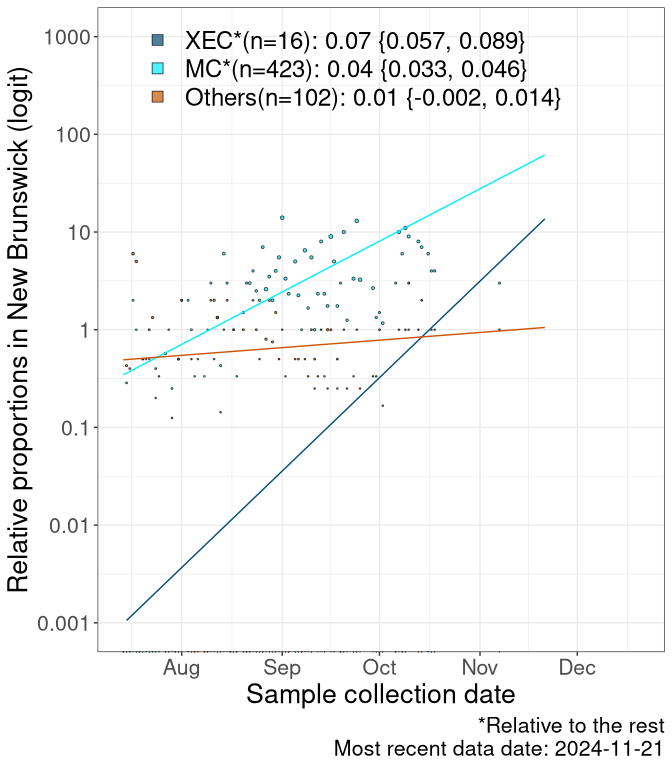 XEC*(n=16): 0.07 {0.057, 0.089}
MC*(n=423): 0.04 {0.033, 0.046}
Others(n=102): 0.01 {-0.002, 0.014}
Relative proportions in New Brunswick (logit)
1000
100
10
1
0.1
0.01
0.001
Aug Sep Oct Nov Dec
Sample collection date
*Relative to the rest
Most recent data date: 2024-11-21